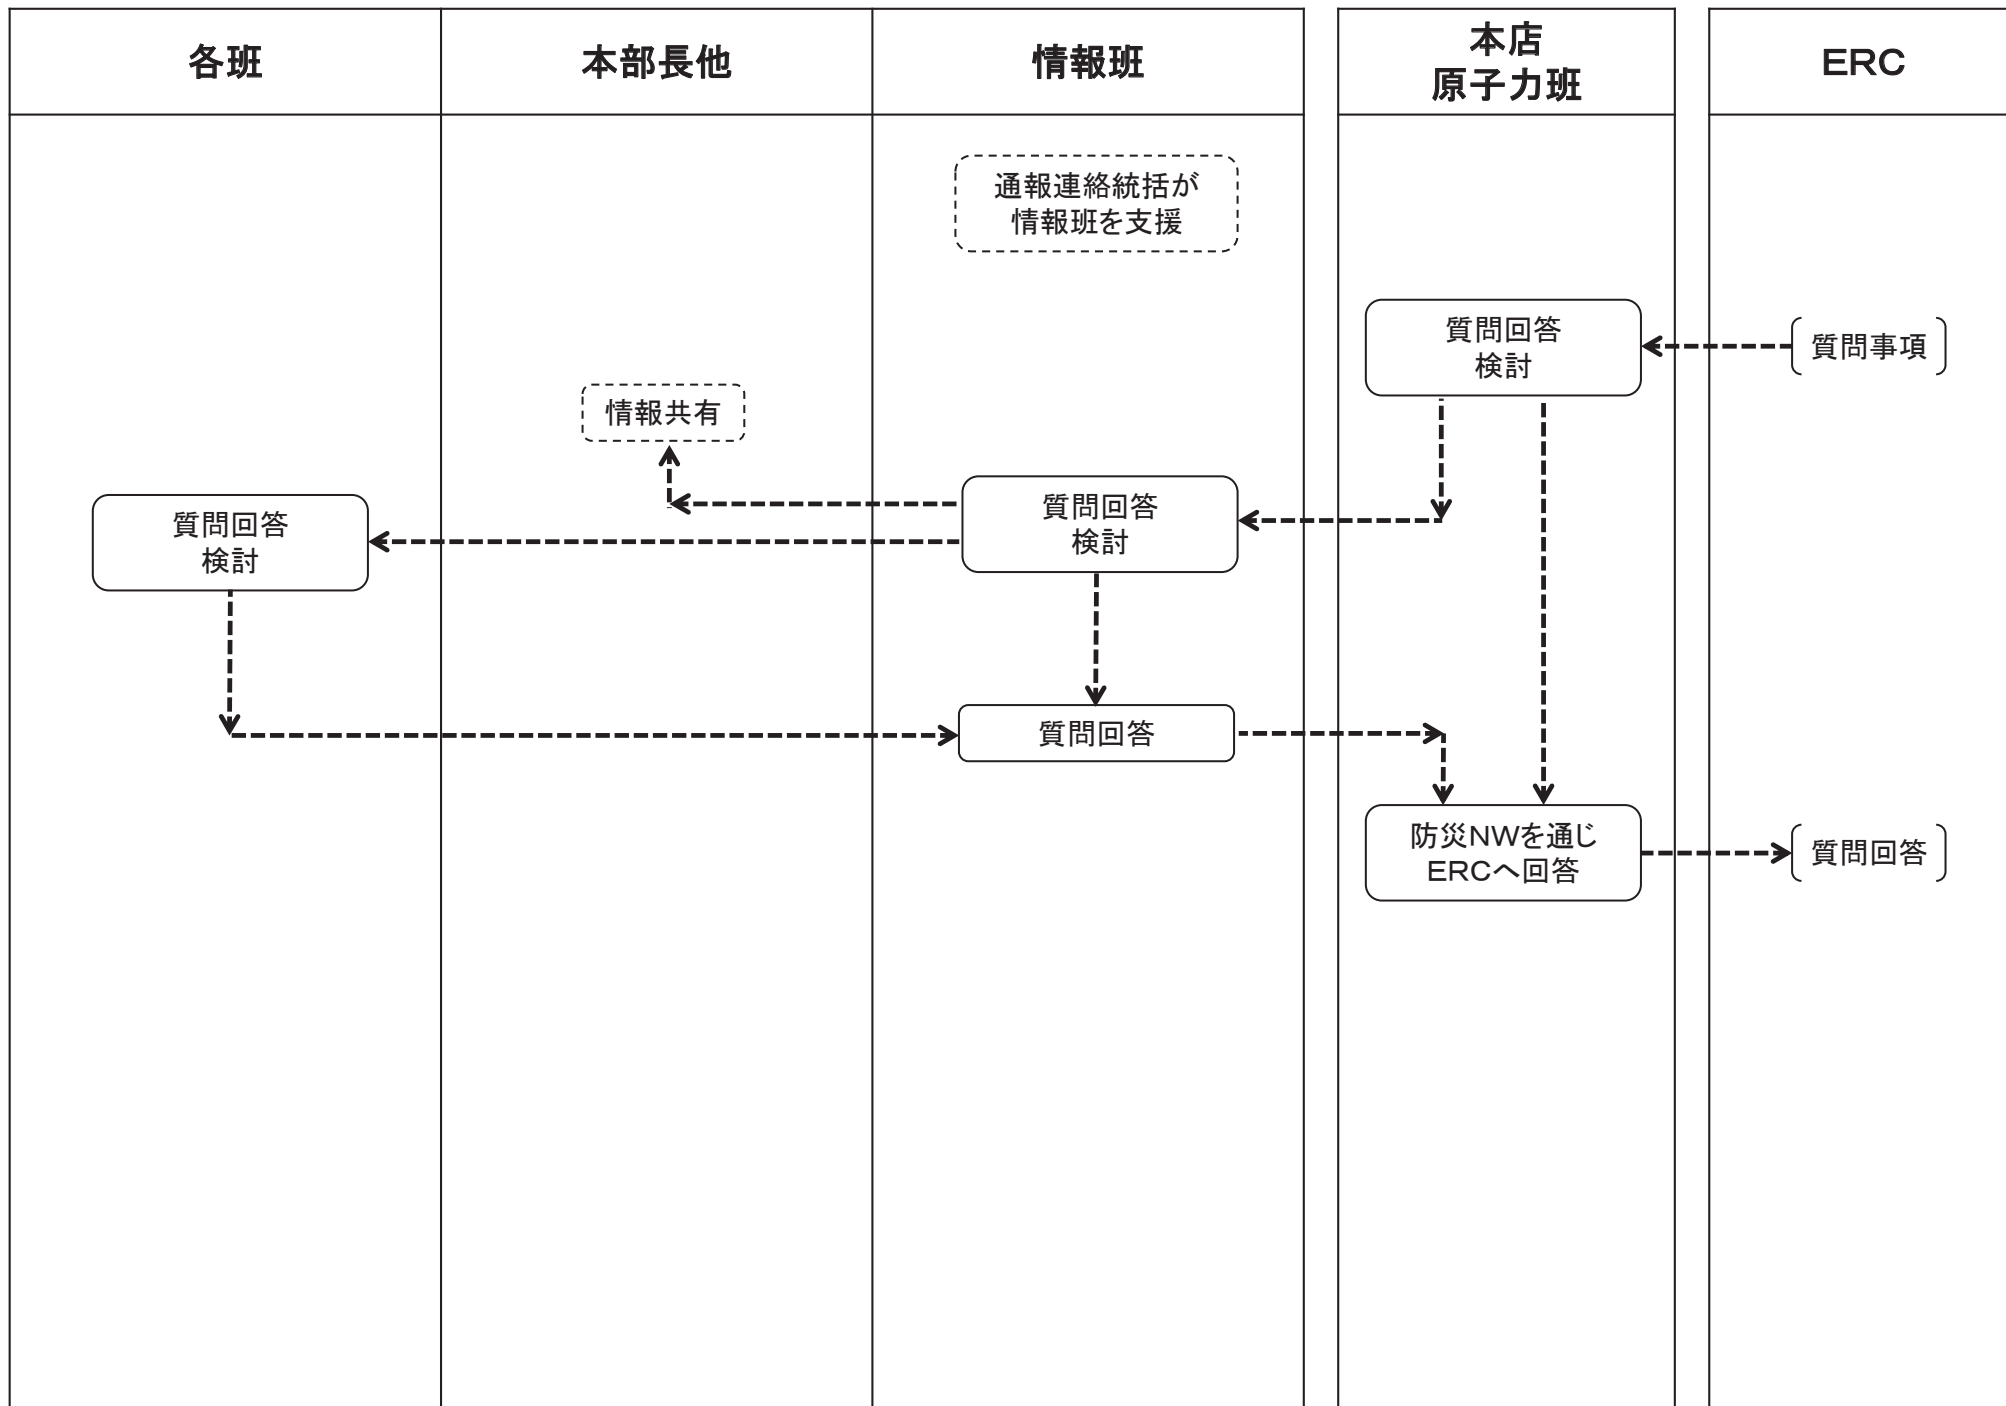 各班
本部長他
情報班
本店
原子力班
ERC
通報連絡統括が
情報班を支援
質問回答
検討
質問事項
情報共有
質問回答
検討
質問回答
検討
質問回答
防災NWを通じ
ERCへ回答
質問回答